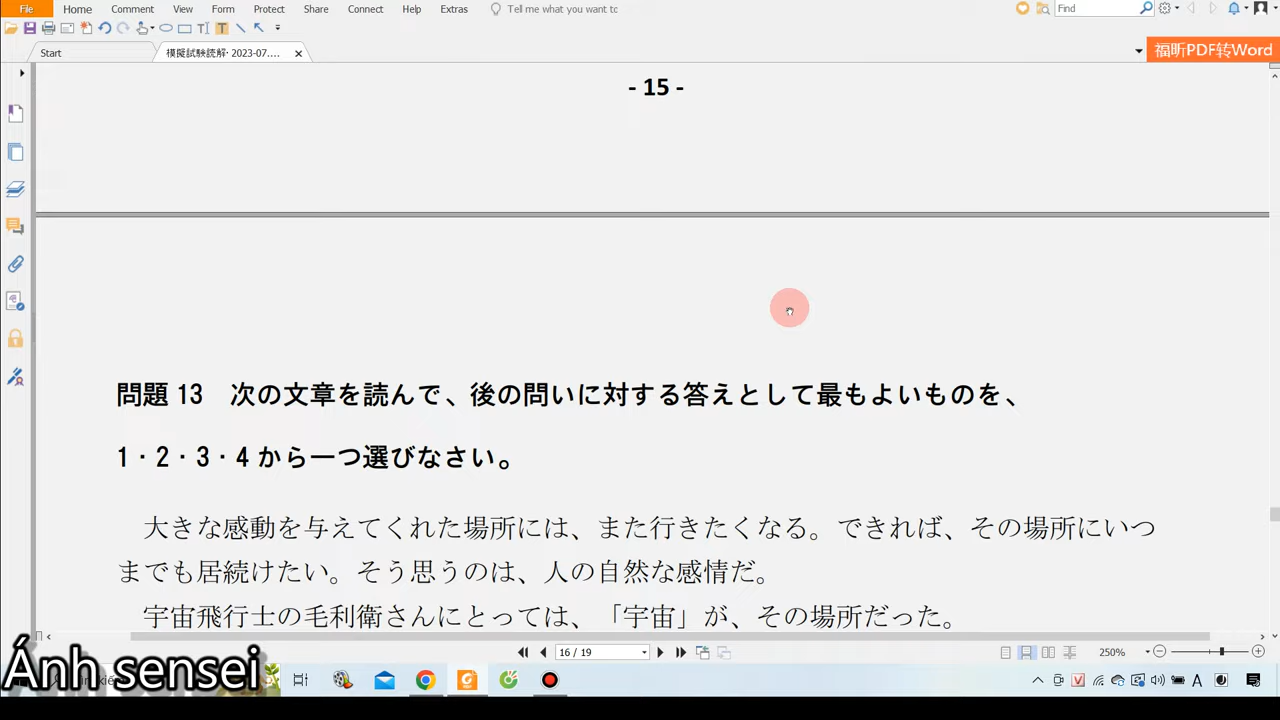 File Home Comment View Form Protect Share Connect Help Extras Tell me what you want tc Find
Start 模擬試験読解· 2023-07.... 福昕PDF转Word
- 15 -
問題 13 次の文章を読んで、後の問いに対する答えとして最もよいものを、
1・2・3・4 から一つ選びなさい。
大きな感動を与えてくれた場所には、また行きたくなる。できれば、その場所にいつ
までも居続けたい。そう思うのは、人の自然な感情だ。
宇宙飛行士の毛利衛さんにとっては、「宇宙」が、その場所だった。
16 / 19 250%
Ánh sensei